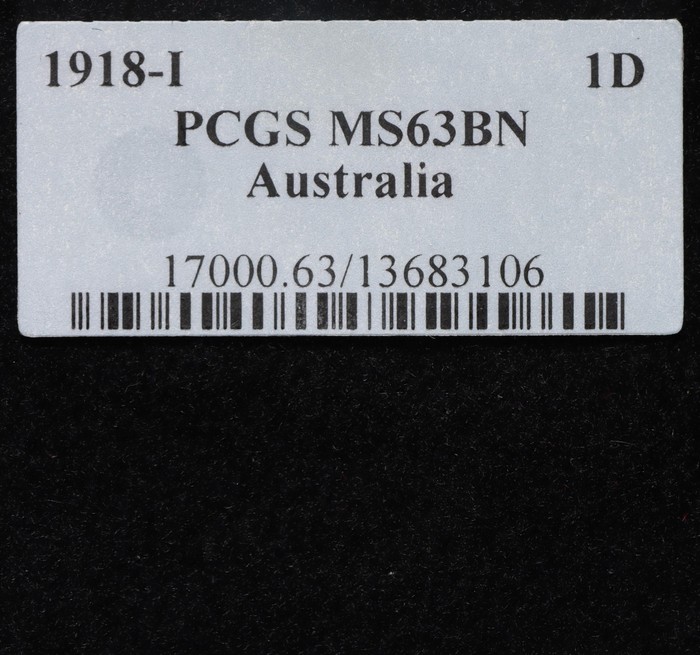 1918-I 1D
PCGS MS63BN
Australia
17000.63/13683106